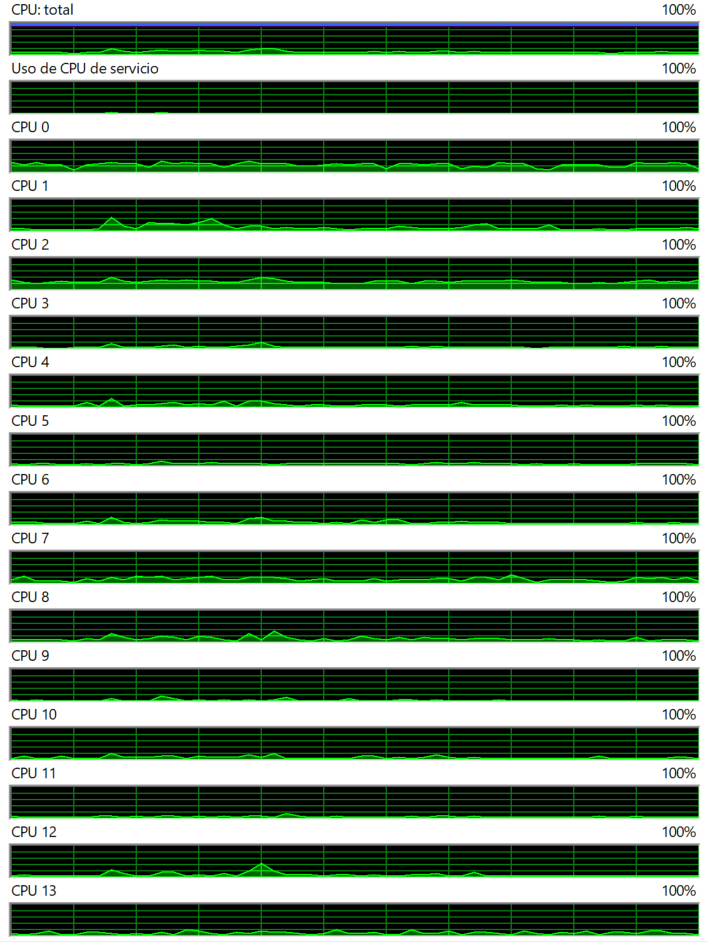 CPU: total 100%
Uso de CPU de servicio 100%
CPU 0 100%
CPU 1 100%
CPU 2 100%
CPU 3 100%
CPU 4 100%
CPU 5 100%
CPU 6 100%
CPU 7 100%
CPU 8 100%
CPU 9 100%
CPU 10 100%
CPU 11 100%
CPU 12 100%
CPU 13 100%